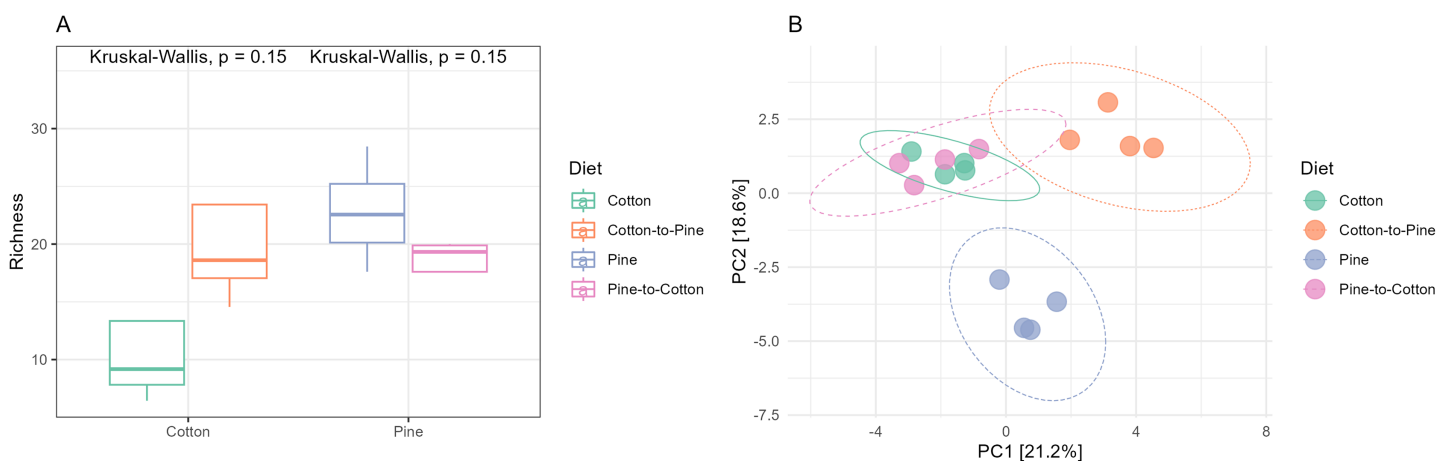 A
Kruskal-Wallis, p = 0.15
Kruskal-Wallis, p = 0.15
Richness
30
20
10
Cotton
Pine
Diet
a Cotton
a Cotton-to-Pine
a Pine
a Pine-to-Cotton
B
PC2 [18.6%]
2.5
0.0
-2.5
-5.0
-7.5
-4
0
4
8
PC1 [21.2%]
Diet
Cotton
Cotton-to-Pine
Pine
Pine-to-Cotton